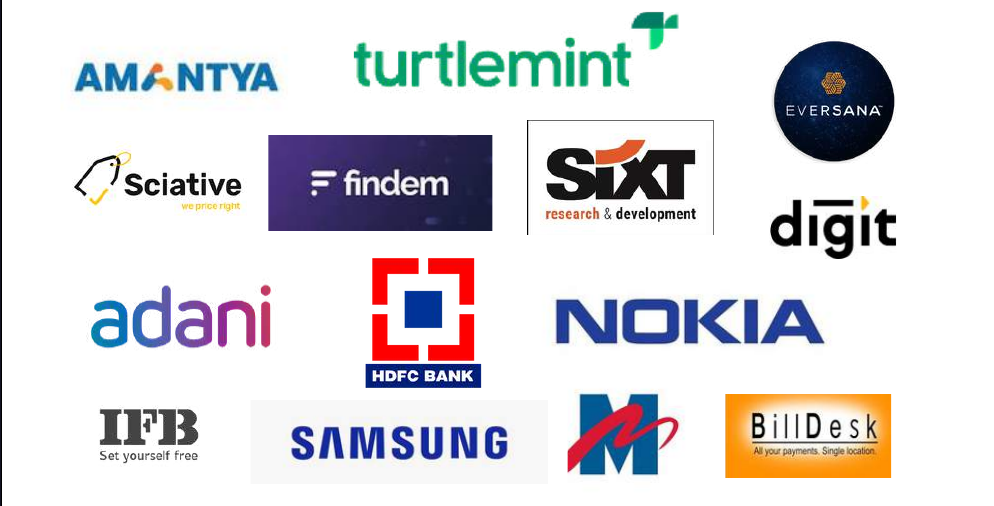 AMANTYA
turtlemint
EVERSANA™
Sciative
we price right
findem
SIXT
research & development
digit
adani
HDFC BANK
NOKIA
IFB
Set yourself free
SAMSUNG
M
BillDesk
All your payments. Single location.